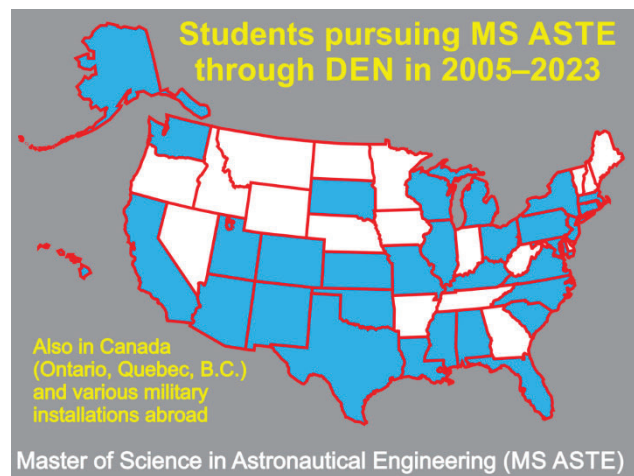 Students pursuing MS ASTE
through DEN in 2005–2023
Also in Canada
(Ontario, Quebec, B.C.)
and various military
installations abroad
Master of Science in Astronautical Engineering (MS ASTE)